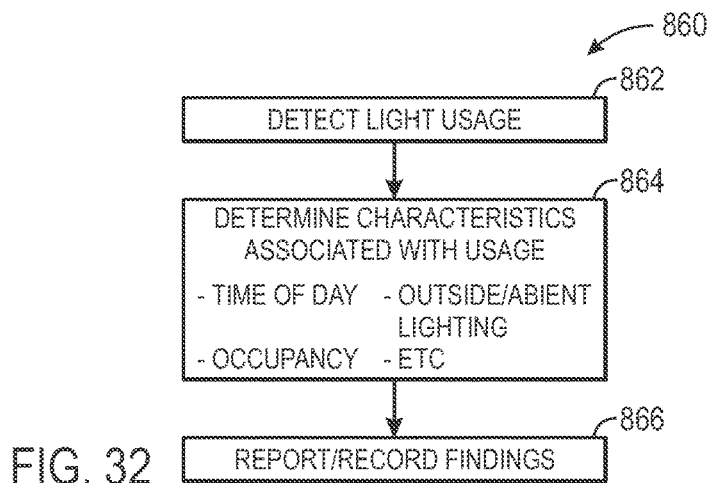 860
862
DETECT LIGHT USAGE
864
DETERMINE CHARACTERISTICS
ASSOCIATED WITH USAGE
- TIME OF DAY - OUTSIDE/ABIENT
LIGHTING
- OCCUPANCY - ETC
866
REPORT/RECORD FINDINGS
FIG. 32